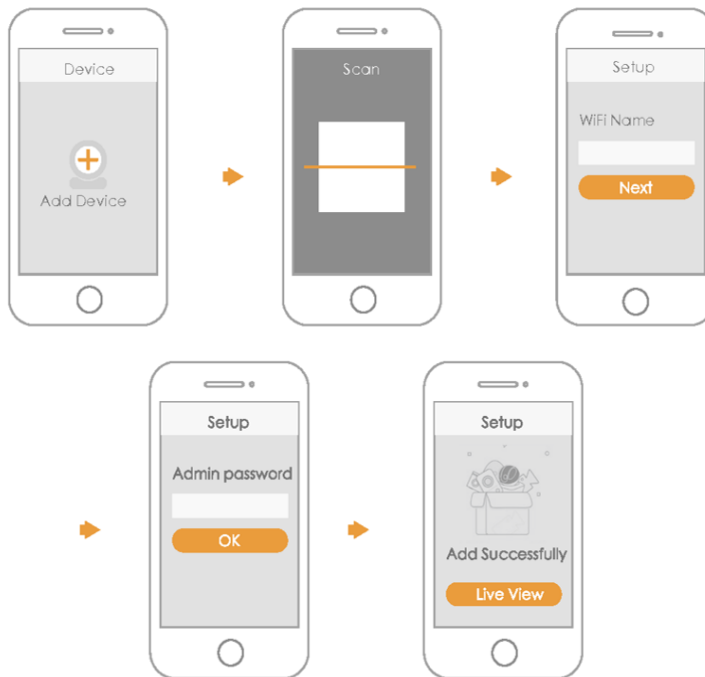 Device
Add Device
Scan
Setup
WiFi Name
Next
Setup
Admin password
OK
Setup
Add Successfully
Live View